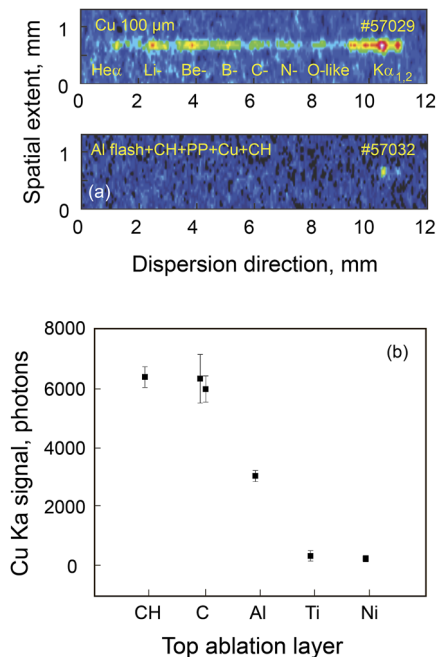 Cu 100 μm #57029
Heα Li- Be- B- C- N- O-like Kα1,2
1
0
0 2 4 6 8 10 12
Spatial extent, mm
Al flash+CH+PP+Cu+CH #57032
(a)
1
0
0 2 4 6 8 10 12
Dispersion direction, mm
(b)
8000
6000
4000
2000
0
Cu Ka signal, photons
CH C Al Ti Ni
Top ablation layer